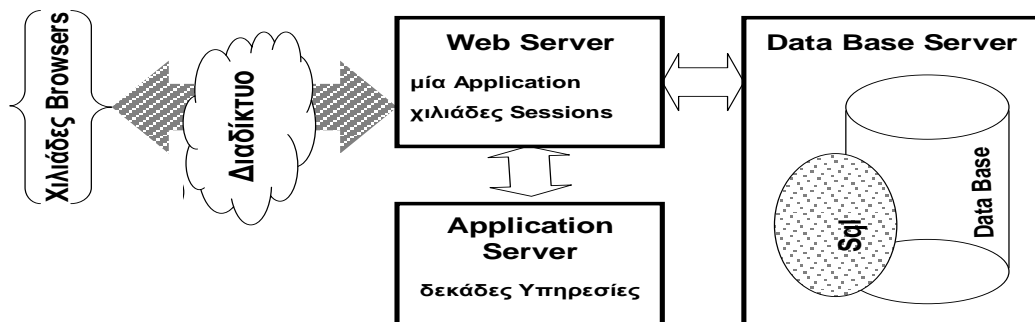 Χιλιάδες Browsers
Διαδίκτυο
Web Server
μία Application
χιλιάδες Sessions
Application
Server
δεκάδες Υπηρεσίες
Data Base Server
Sql
Data Base